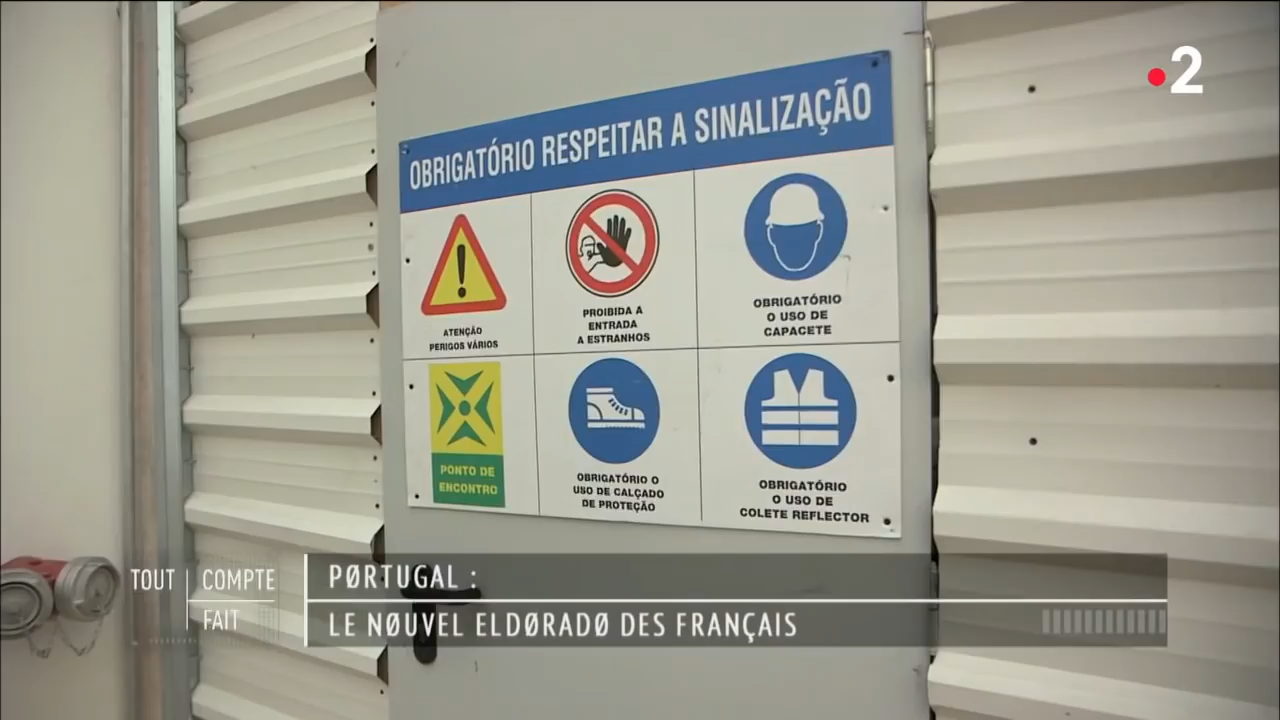 2
OBRIGATÓRIO RESPEITAR A SINALIZAÇÃO
ATENÇÃO
PERIGOS VÁRIOS
PROIBIDA A
ENTRADA
A ESTRANHOS
OBRIGATÓRIO
O USO DE
CAPACETE
PONTO DE
ENCONTRO
OBRIGATÓRIO O
USO DE CALÇADO
DE PROTEÇÃO
OBRIGATÓRIO
O USO DE
COLETE REFLECTOR
TOUT COMPTE
FAIT
PØRTUGAL :
LE NØUVEL ELDØRADØ DES FRANÇAIS